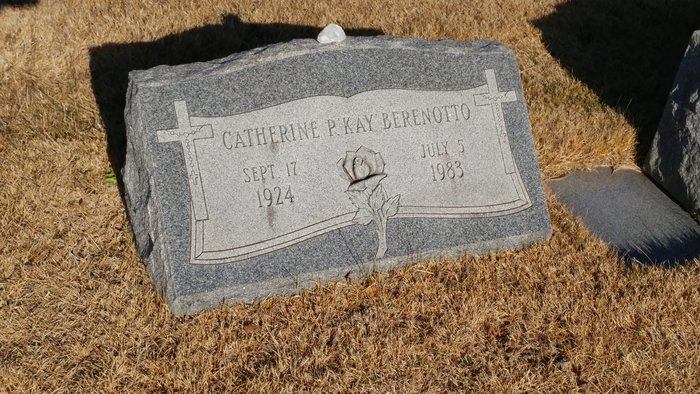 CATHERINE P. KAY BERENOTTO
SEPT. 17
1924
JULY 5
1983